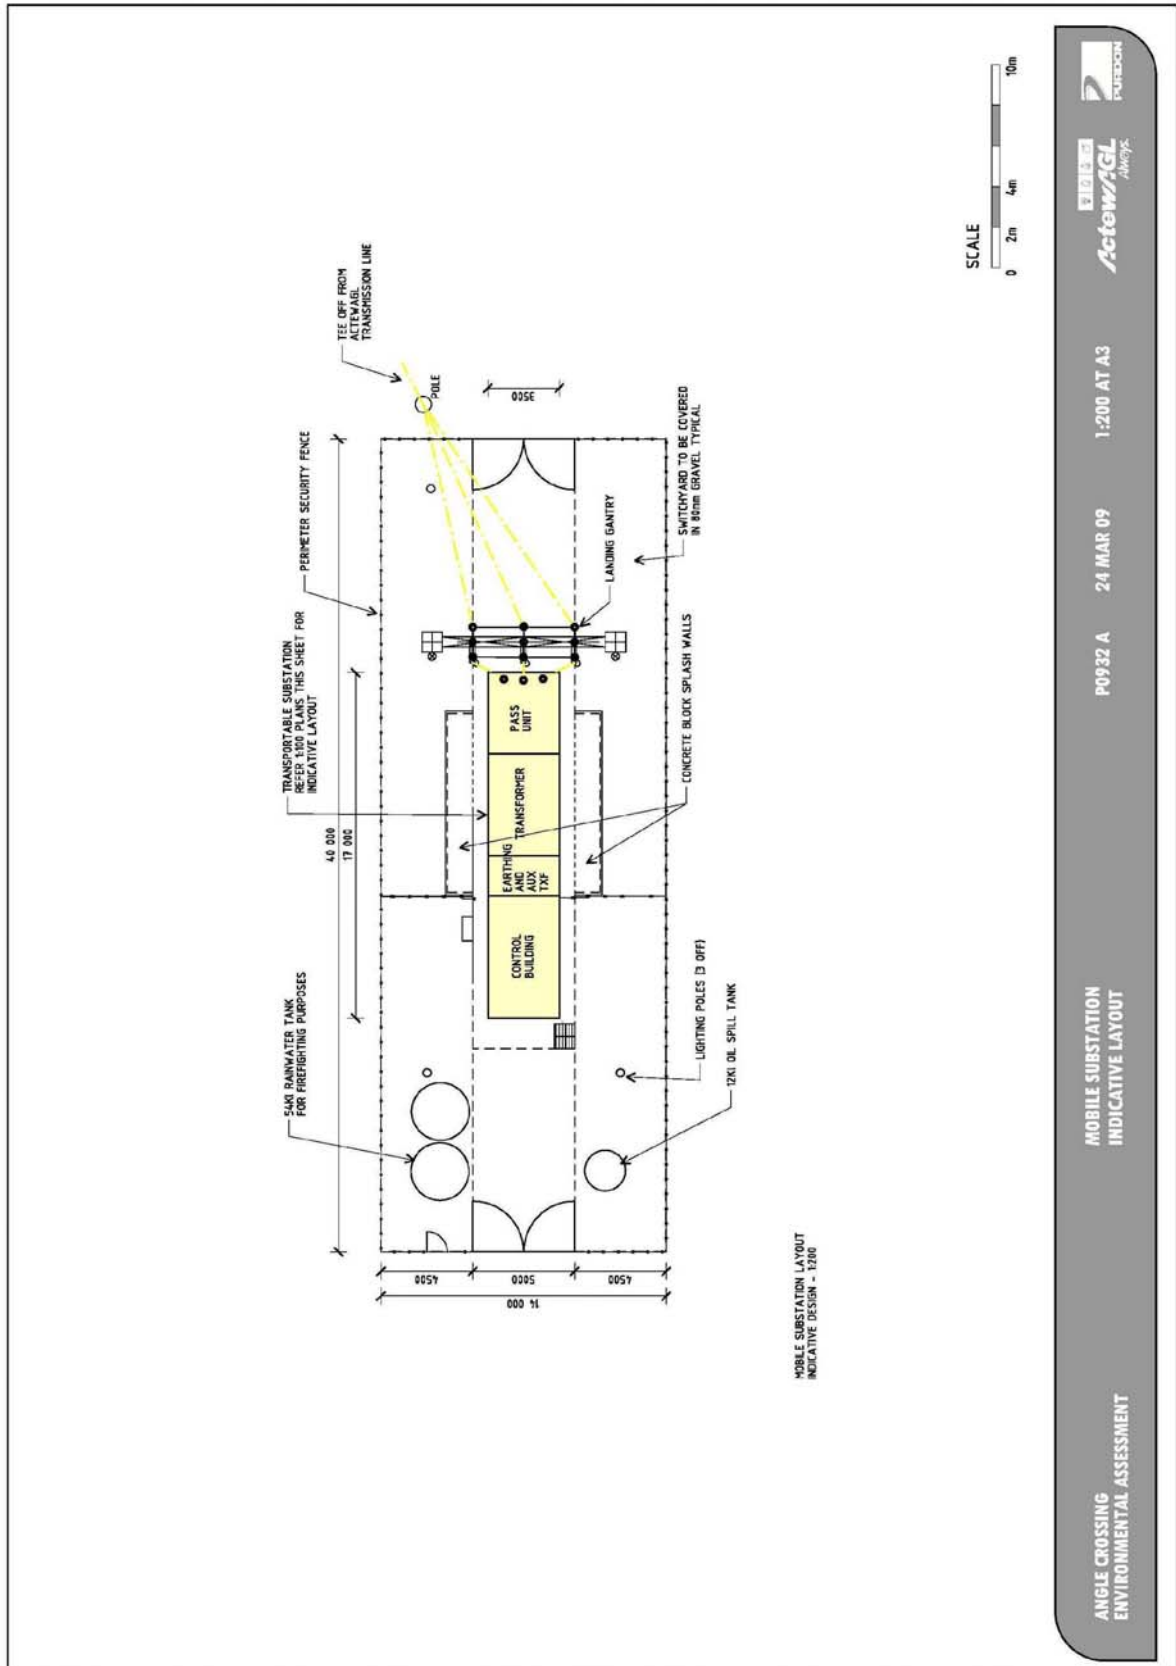 TEE OFF FROM
ACTEWAGL
TRANSMISSION LINE
POLE
PERIMETER SECURITY FENCE
TRANSPORTABLE SUBSTATION
REFER 1:100 PLANS THIS SHEET FOR
INDICATIVE LAYOUT
54Kl RAINWATER TANK
FOR FIREFIGHTING PURPOSES
40 000
17 000
3500
4500
5000
4500
14 000
CONTROL
BUILDING
EARTHING
AND
AUX
TXF
TRANSFORMER
PASS
UNIT
LANDING GANTRY
SWITCHYARD TO BE COVERED
IN 80mm GRAVEL TYPICAL
CONCRETE BLOCK SPLASH WALLS
LIGHTING POLES (3 OFF)
12Kl OIL SPILL TANK
MOBILE SUBSTATION LAYOUT
INDICATIVE DESIGN - 1:200
SCALE
0 2m 4m 10m
ANGLE CROSSING
ENVIRONMENTAL ASSESSMENT
MOBILE SUBSTATION
INDICATIVE LAYOUT
P0932 A
24 MAR 09
1:200 AT A3
ActewAGL
Always.
PURDON